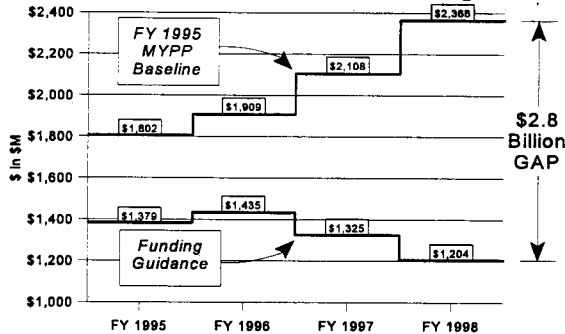 $2,400
$2,200
$2,000
$1,800
$1,600
$1,400
$1,200
$1,000
$ in $M
FY 1995
MYPP
Baseline
$1,802
$1,909
$2,108
$2,366
$1,379
$1,435
$1,325
$1,204
Funding
Guidance
$2.8
Billion
GAP
FY 1995
FY 1996
FY 1997
FY 1998